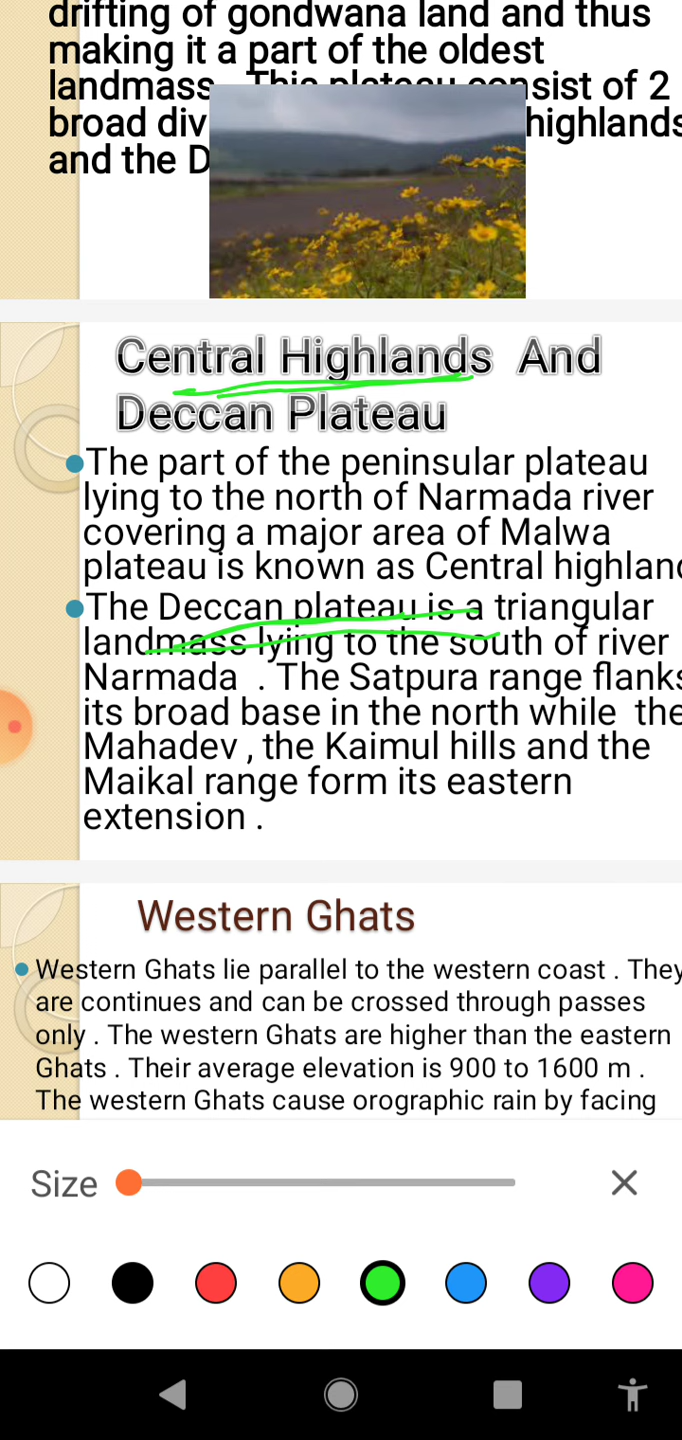 drifting of gondwana land and thus
making it a part of the oldest
landmass . This plateau consist of 2
broad div highlands
and the D
Central Highlands And
Deccan Plateau
The part of the peninsular plateau
lying to the north of Narmada river
covering a major area of Malwa
plateau is known as Central highlan
The Deccan plateau is a triangular
landmass lying to the south of river
Narmada . The Satpura range flanks
its broad base in the north while the
Mahadev , the Kaimul hills and the
Maikal range form its eastern
extension .
Western Ghats
Western Ghats lie parallel to the western coast . They
are continues and can be crossed through passes
only . The western Ghats are higher than the eastern
Ghats . Their average elevation is 900 to 1600 m .
The western Ghats cause orographic rain by facing
Size